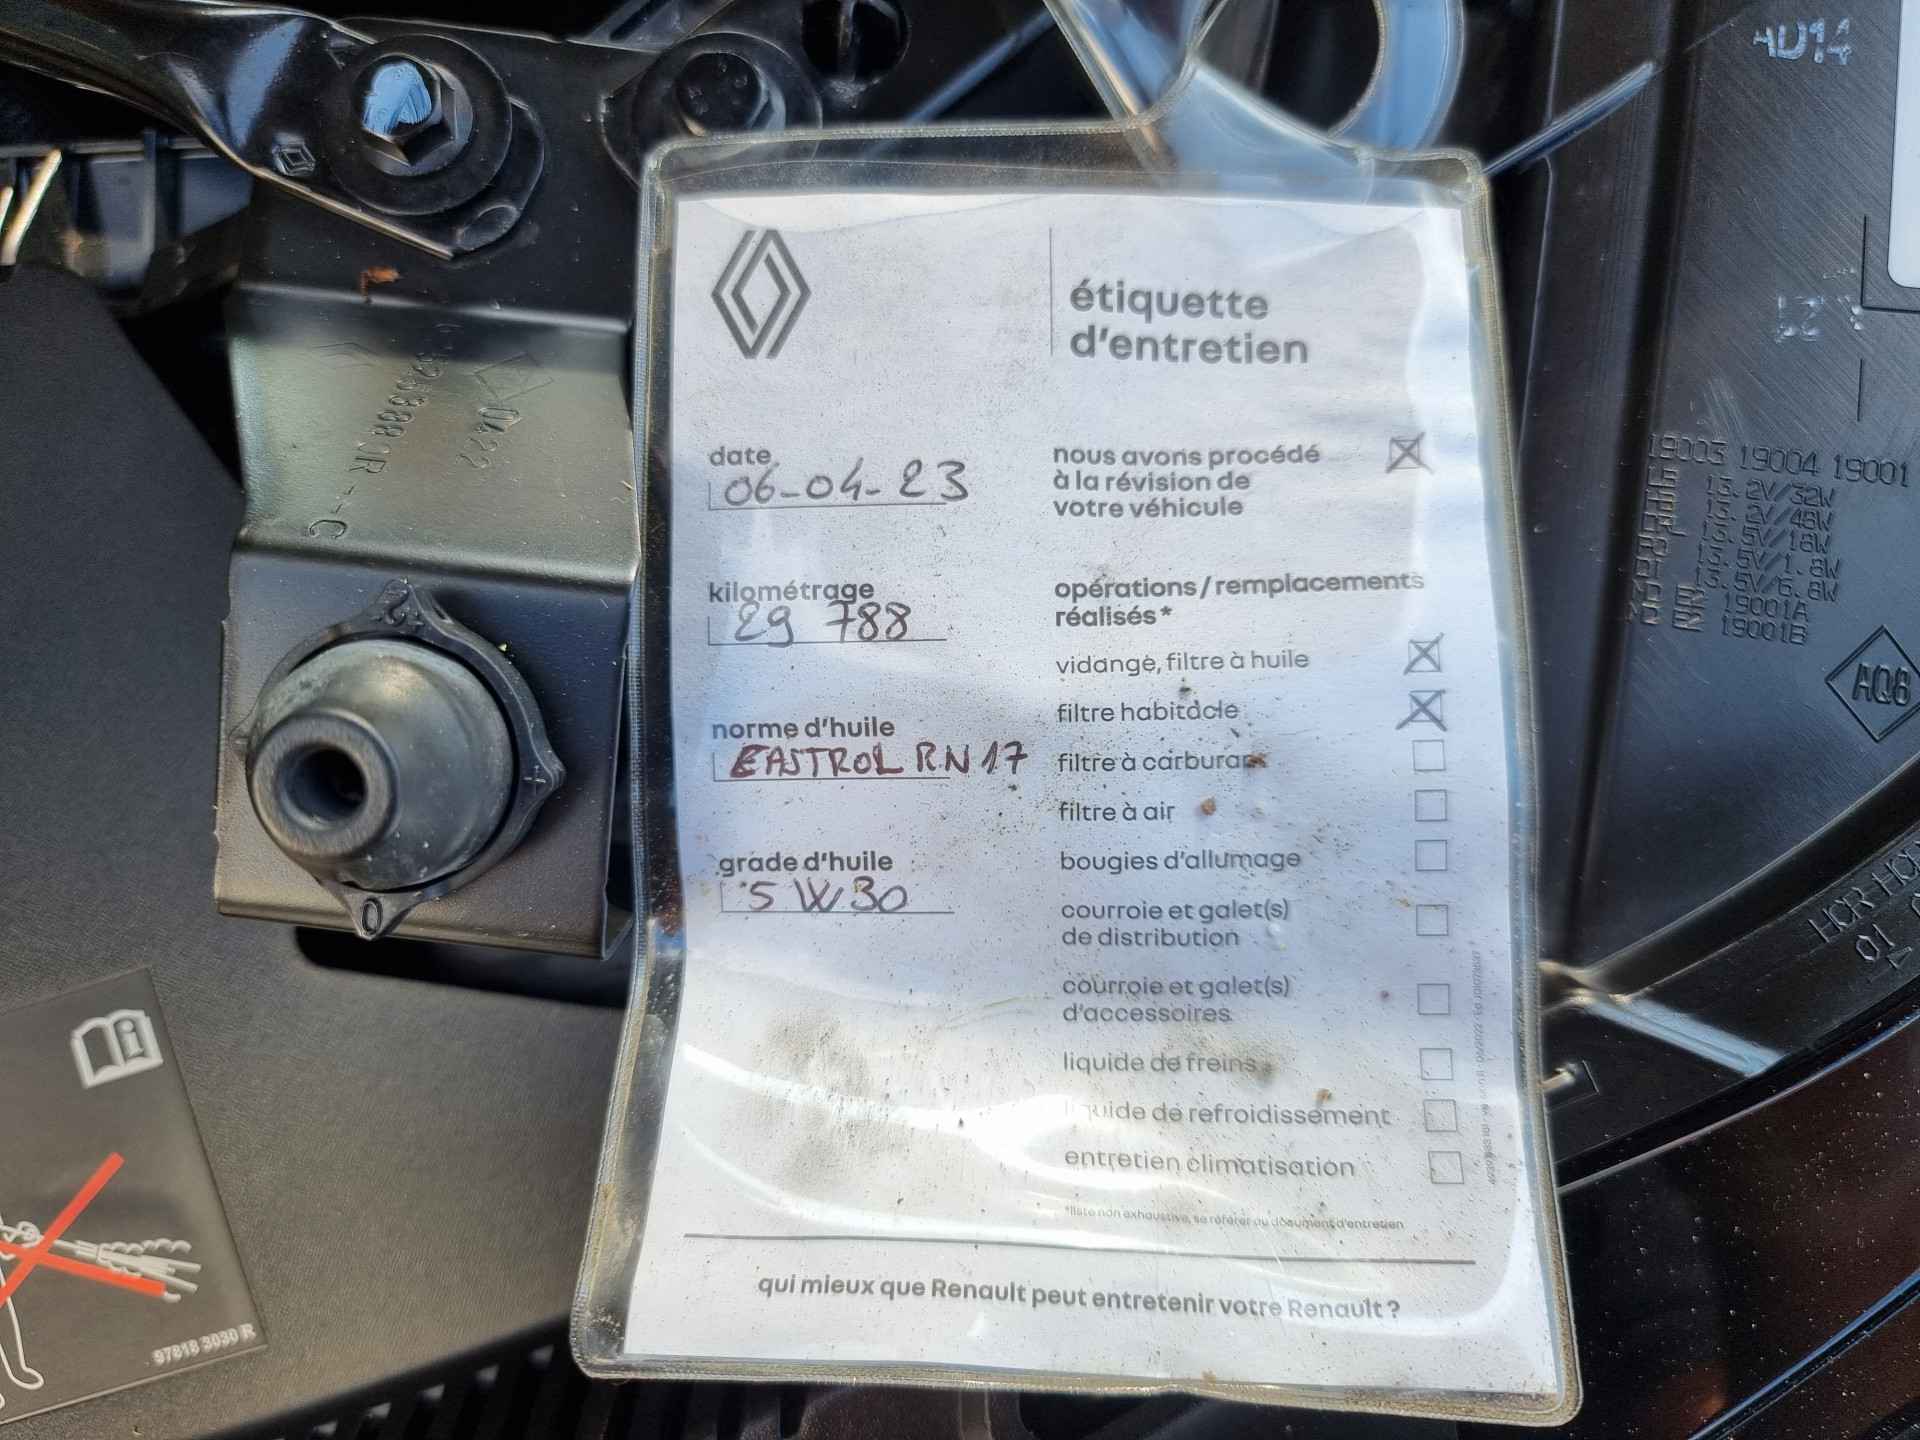 AD14
étiquette
d'entretien
date
06-04-23
kilométrage
29 788
norme d'huile
CASTROL RN17
grade d'huile
5W30
nous avons procédé
à la révision de
votre véhicule
opérations/remplacements
réalisés*
vidange, filtre à huile
filtre habitacle
filtre à carburant
filtre à air
bougies d'allumage
courroie et galet(s)
de distribution
courroie et galet(s)
d'accessoires
liquide de freins
liquide de refroidissement
entretien climatisation
*liste non exhaustive, se référer au document d'entretien
qui mieux que Renault peut entretenir votre Renault ?
19003 19004 19001
13.2V/32W
13.2V/48W
13.5V/18W
13.5V/1.8W
13.5V/6.8W
19001A
19001B
AQ8
HCR
01
0
97818 3030 R